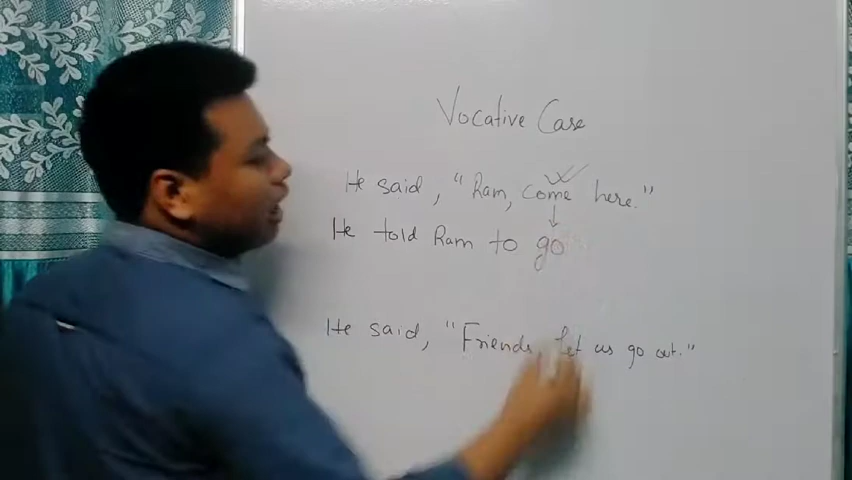 Vocative Case
He said, "Ram, come here."
He told Ram to go
He said, "Friends, let us go out."